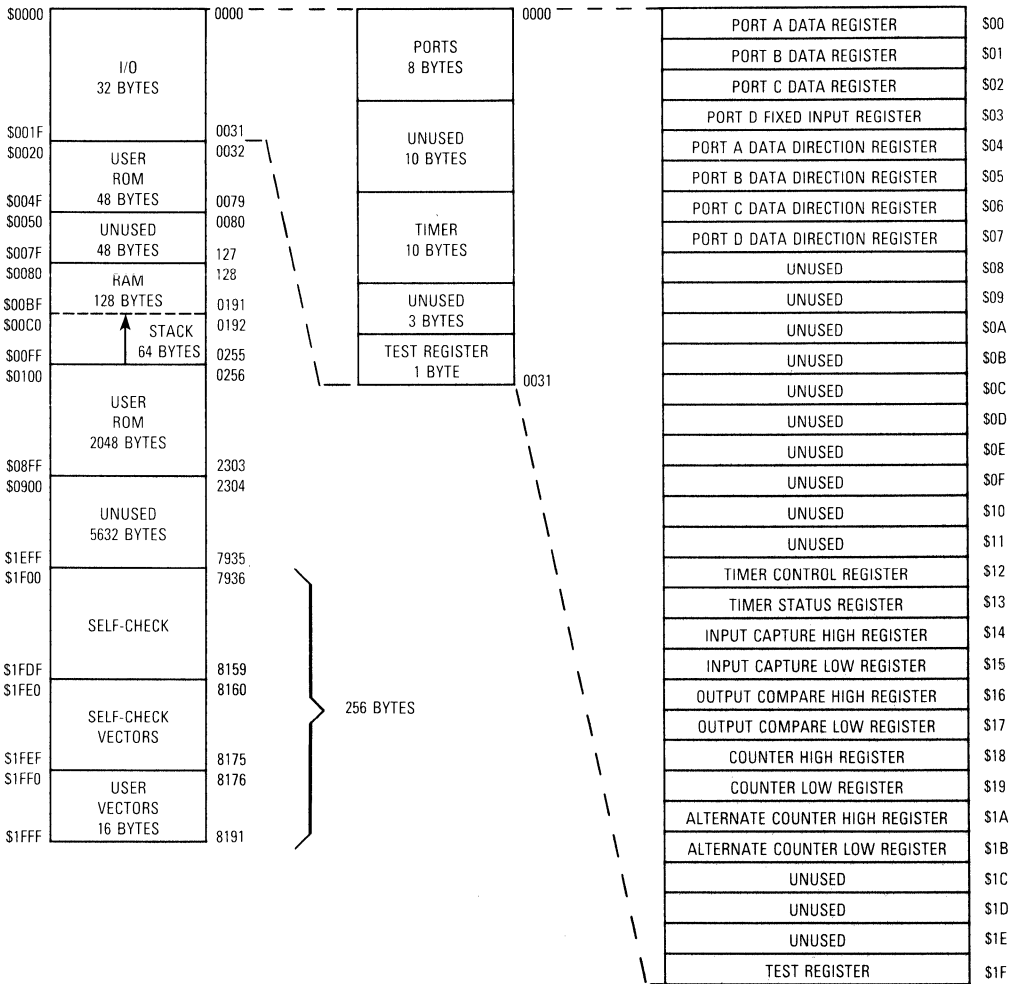 $0000
0000
I/O
32 BYTES
$001F
0031
$0020
0032
USER
ROM
48 BYTES
$004F
0079
$0050
0080
UNUSED
48 BYTES
$007F
127
$0080
128
RAM
128 BYTES
$00BF
0191
$00C0
0192
STACK
64 BYTES
$00FF
0255
$0100
0256
USER
ROM
2048 BYTES
$08FF
2303
$0900
2304
UNUSED
5632 BYTES
$1EFF
7935
$1F00
7936
SELF-CHECK
$1FDF
8159
$1FE0
8160
SELF-CHECK
VECTORS
$1FEF
8175
$1FF0
8176
USER
VECTORS
16 BYTES
$1FFF
8191
256 BYTES
0000
PORTS
8 BYTES
UNUSED
10 BYTES
TIMER
10 BYTES
UNUSED
3 BYTES
TEST REGISTER
1 BYTE
0031
PORT A DATA REGISTER $00
PORT B DATA REGISTER $01
PORT C DATA REGISTER $02
PORT D FIXED INPUT REGISTER $03
PORT A DATA DIRECTION REGISTER $04
PORT B DATA DIRECTION REGISTER $05
PORT C DATA DIRECTION REGISTER $06
PORT D DATA DIRECTION REGISTER $07
UNUSED $08
UNUSED $09
UNUSED $0A
UNUSED $0B
UNUSED $0C
UNUSED $0D
UNUSED $0E
UNUSED $0F
UNUSED $10
UNUSED $11
TIMER CONTROL REGISTER $12
TIMER STATUS REGISTER $13
INPUT CAPTURE HIGH REGISTER $14
INPUT CAPTURE LOW REGISTER $15
OUTPUT COMPARE HIGH REGISTER $16
OUTPUT COMPARE LOW REGISTER $17
COUNTER HIGH REGISTER $18
COUNTER LOW REGISTER $19
ALTERNATE COUNTER HIGH REGISTER $1A
ALTERNATE COUNTER LOW REGISTER $1B
UNUSED $1C
UNUSED $1D
UNUSED $1E
TEST REGISTER $1F